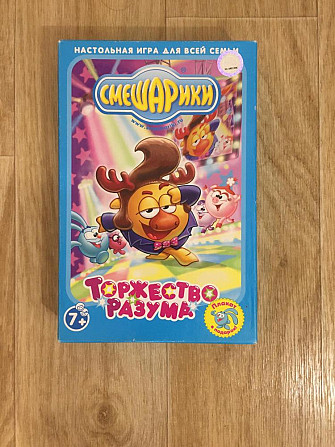 НАСТОЛЬНАЯ ИГРА ДЛЯ ВСЕЙ СЕМЬИ
СМЕШАРИКИ
ТОРЖЕСТВО
РАЗУМА
7+
Плакат
в подарок!